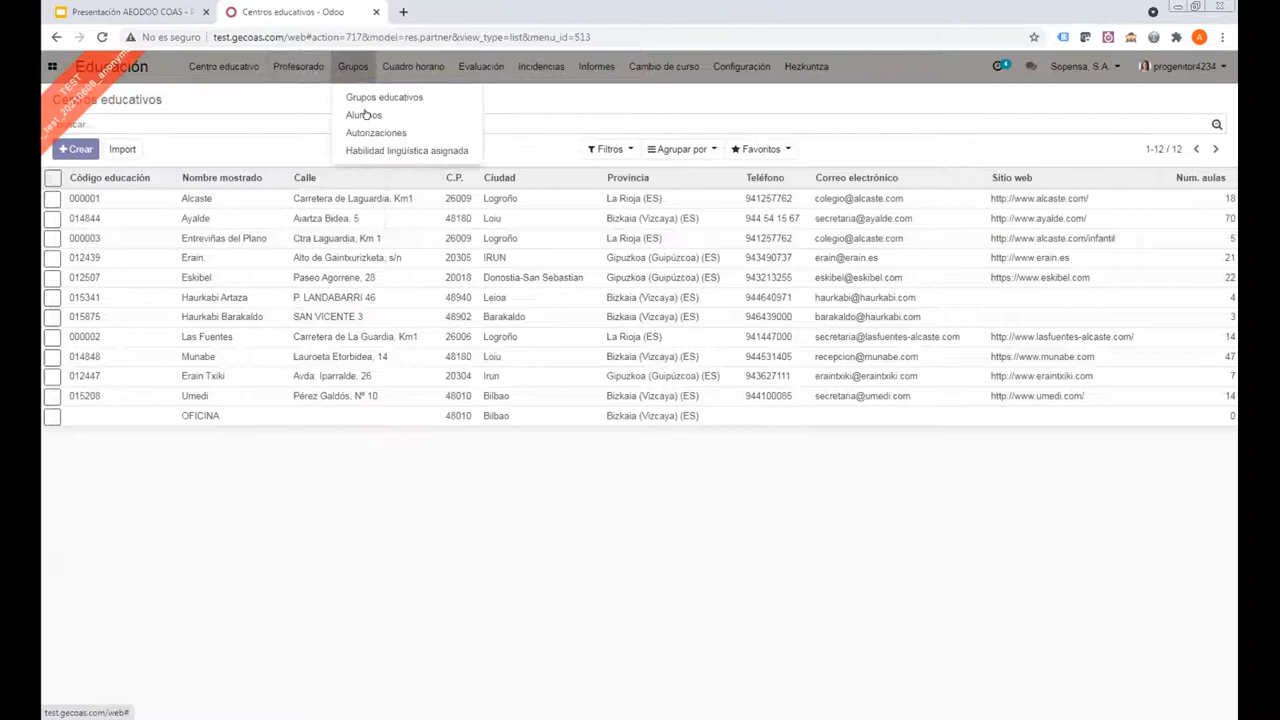 Presentación AEODOO COAS - P
Centros educativos - Odoo
No es seguro
test.gecoas.com/web#action=717&model=res.partner&view_type=list&menu_id=513
A
TEST
Educación
Centro educativo
Profesorado
Grupos
Cuadro horario
Evaluación
Incidencias
Informes
Cambio de curso
Configuración
Hezkuntza
4
Sopensa, S.A.
progenitor4234
Centros educativos
Buscar...
Grupos educativos
Alumnos
Autorizaciones
Habilidad lingüística asignada
Crear
Import
Filtros
Agrupar por
Favoritos
1-12 / 12
Código educación Nombre mostrado Calle C.P. Ciudad Provincia Teléfono Correo electrónico Sitio web Num. aulas
000001 Alcaste Carretera de Laguardia, Km1 26009 Logroño La Rioja (ES) 941257762 colegio@alcaste.com http://www.alcaste.com/ 18
014844 Ayalde Aiartza Bidea, 5 48180 Loiu Bizkaia (Vizcaya) (ES) 944 54 15 67 secretaria@ayalde.com http://www.ayalde.com/ 70
000003 Entreviñas del Plano Ctra Laguardia, Km 1 26009 Logroño La Rioja (ES) 941257762 colegio@alcaste.com http://www.alcaste.com/infantil 5
012439 Erain. Alto de Gaintxurizketa, s/n 20305 IRUN Gipuzkoa (Guipúzcoa) (ES) 943490737 erain@erain.es http://www.erain.es 21
012507 Eskibel Paseo Agorrene, 28 20018 Donostia-San Sebastian Gipuzkoa (Guipúzcoa) (ES) 943213255 eskibel@eskibel.com https://www.eskibel.com 22
015341 Haurkabi Artaza P. LANDABARRI 46 48940 Leioa Bizkaia (Vizcaya) (ES) 944640971 haurkabi@haurkabi.com 4
015875 Haurkabi Barakaldo SAN VICENTE 3 48902 Barakaldo Bizkaia (Vizcaya) (ES) 946439000 barakaldo@haurkabi.com 3
000002 Las Fuentes Carretera de La Guardia, Km1 26009 Logroño La Rioja (ES) 941447000 secretaria@lasfuentes-alcaste.com http://www.lasfuentes-alcaste.com/ 14
014848 Munabe Lauroeta Etorbidea, 14 48180 Loiu Bizkaia (Vizcaya) (ES) 944531405 recepcion@munabe.com https://www.munabe.com 47
012447 Erain Txiki Avda. Iparralde, 26 20304 Irun Gipuzkoa (Guipúzcoa) (ES) 943627111 eraintxiki@eraintxiki.com http://www.eraintxiki.com 7
015208 Umedi Pérez Galdós, Nº 10 48010 Bilbao Bizkaia (Vizcaya) (ES) 944100085 secretaria@umedi.com http://www.umedi.com/ 14
OFICINA 48010 Bilbao Bizkaia (Vizcaya) (ES) 0
test.gecoas.com/web#